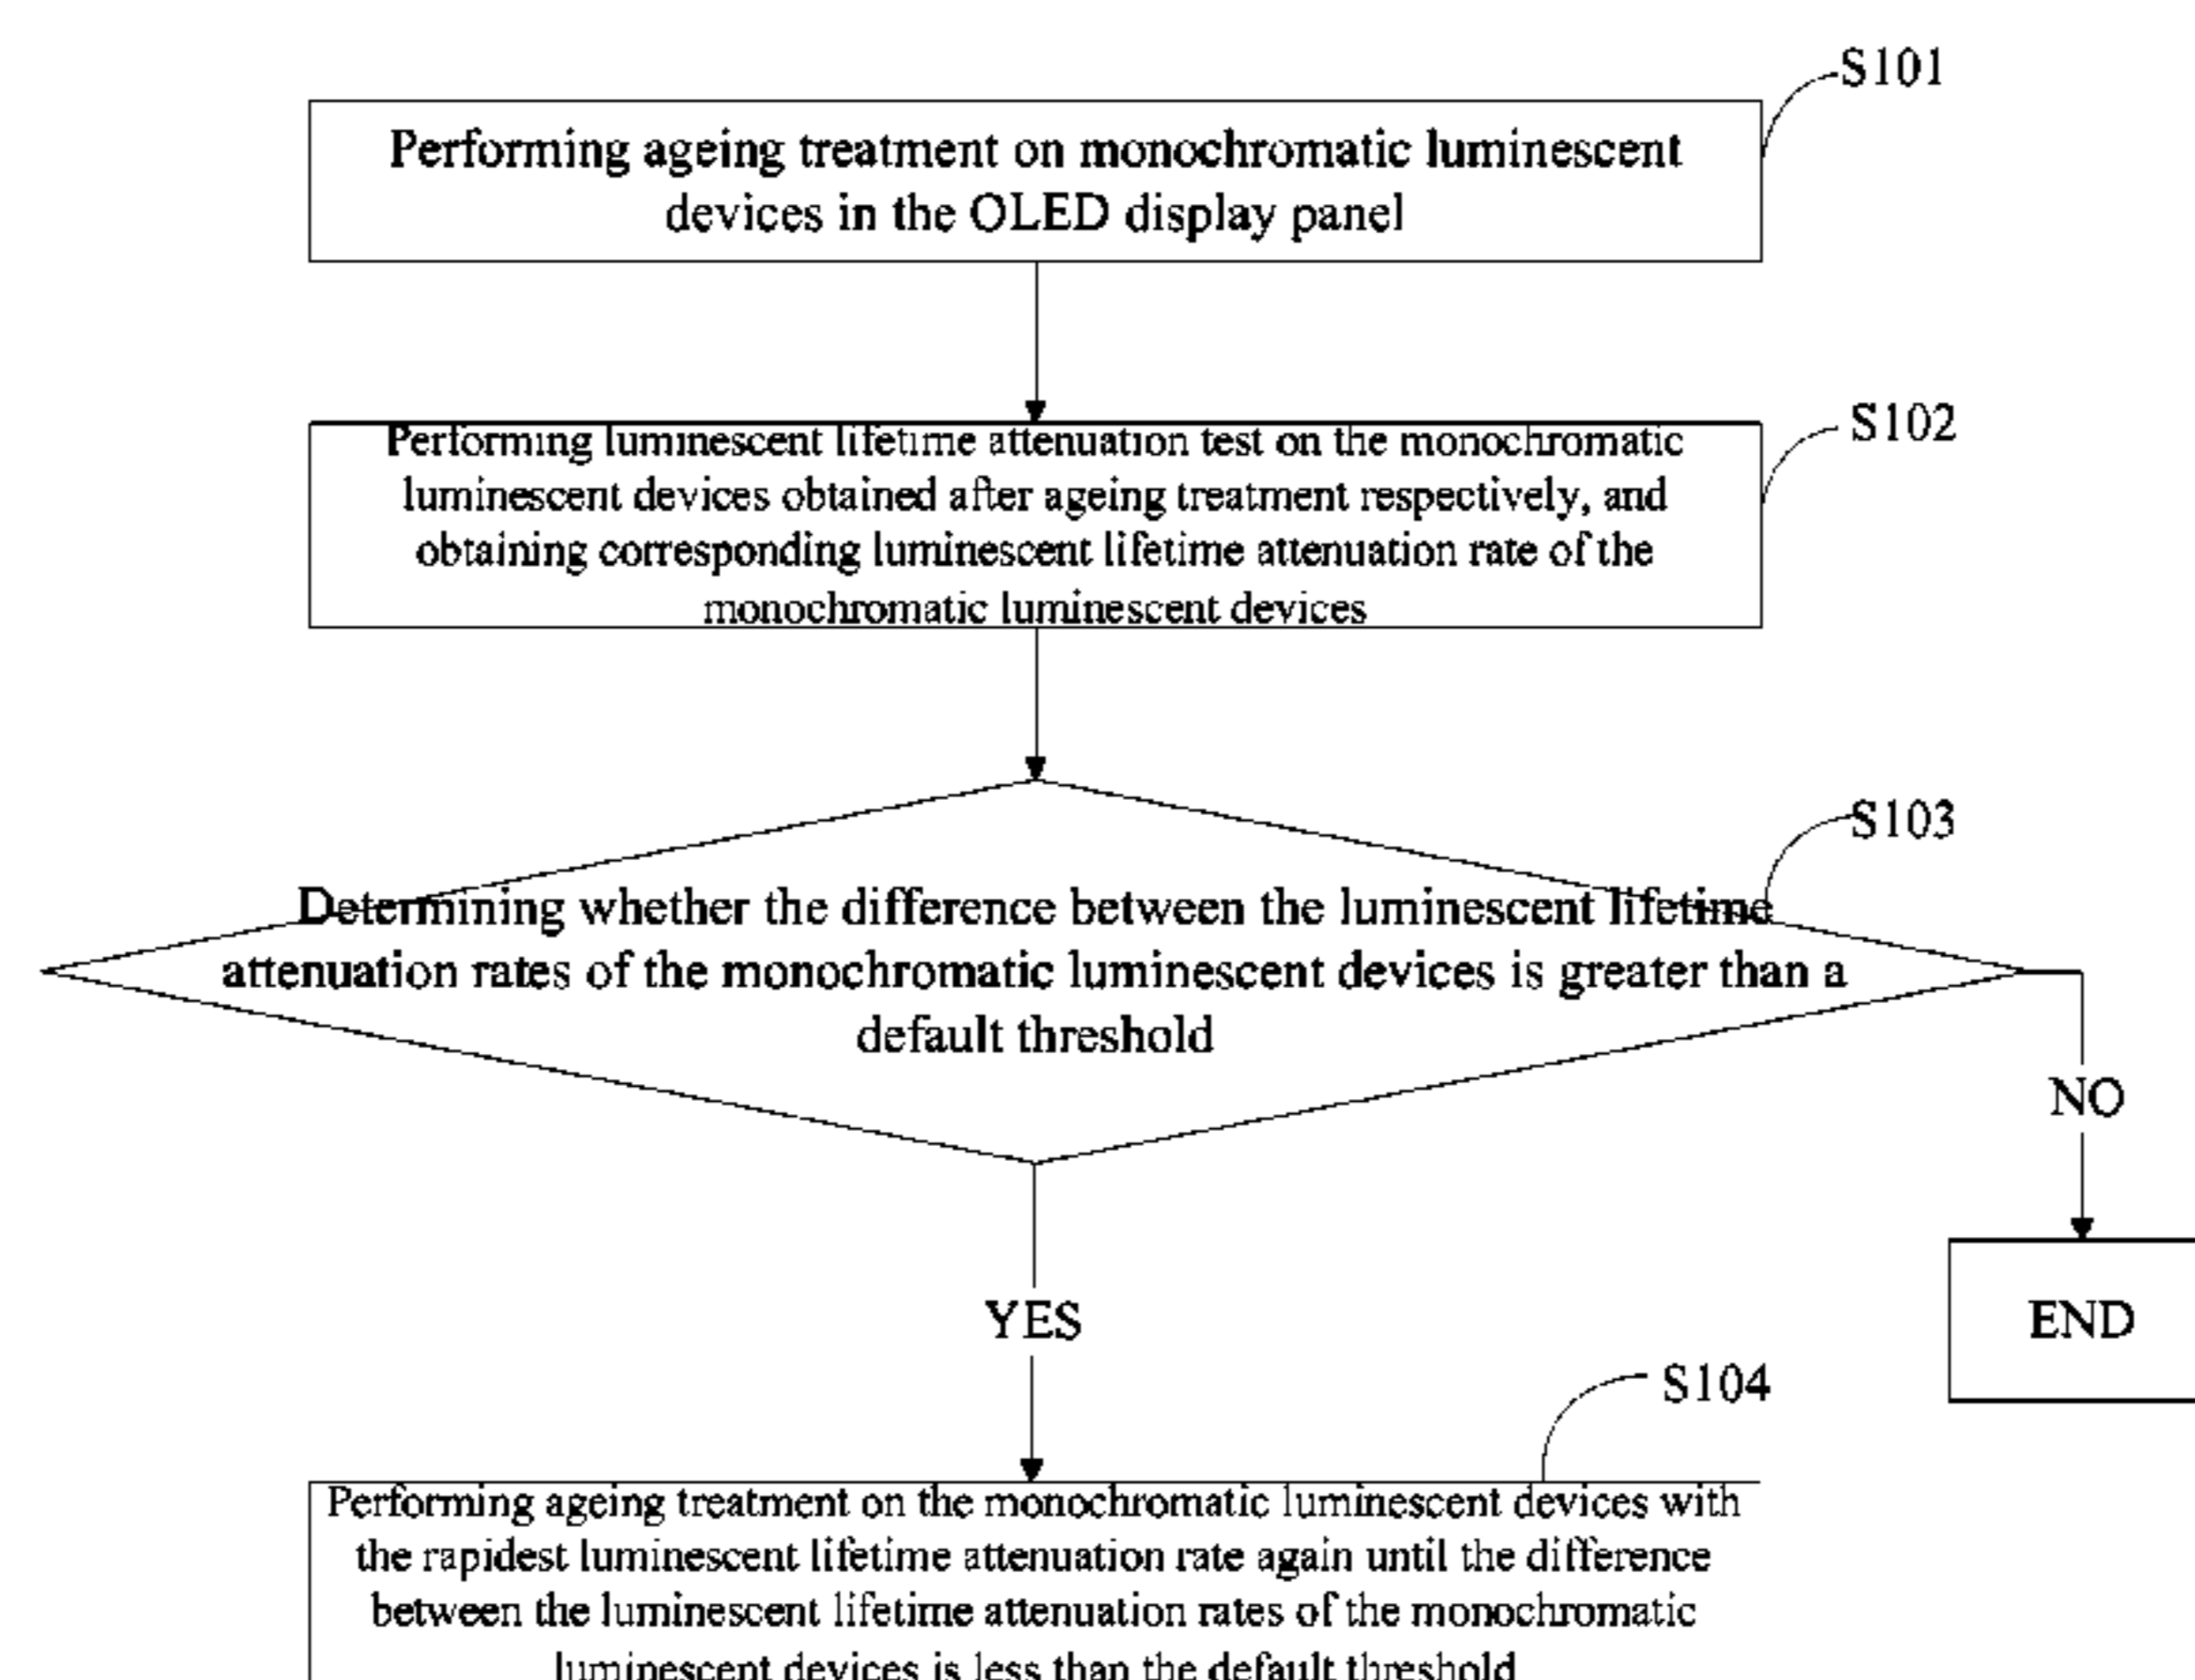 S101
Performing ageing treatment on monochromatic luminescent
devices in the OLED display panel
S102
Performing luminescent lifetime attenuation test on the monochromatic
luminescent devices obtained after ageing treatment respectively, and
obtaining corresponding luminescent lifetime attenuation rate of the
monochromatic luminescent devices
S103
Determining whether the difference between the luminescent lifetime
attenuation rates of the monochromatic luminescent devices is greater than a
default threshold
NO
END
YES
S104
Performing ageing treatment on the monochromatic luminescent devices with
the rapidest luminescent lifetime attenuation rate again until the difference
between the luminescent lifetime attenuation rates of the monochromatic
luminescent devices is less than the default threshold